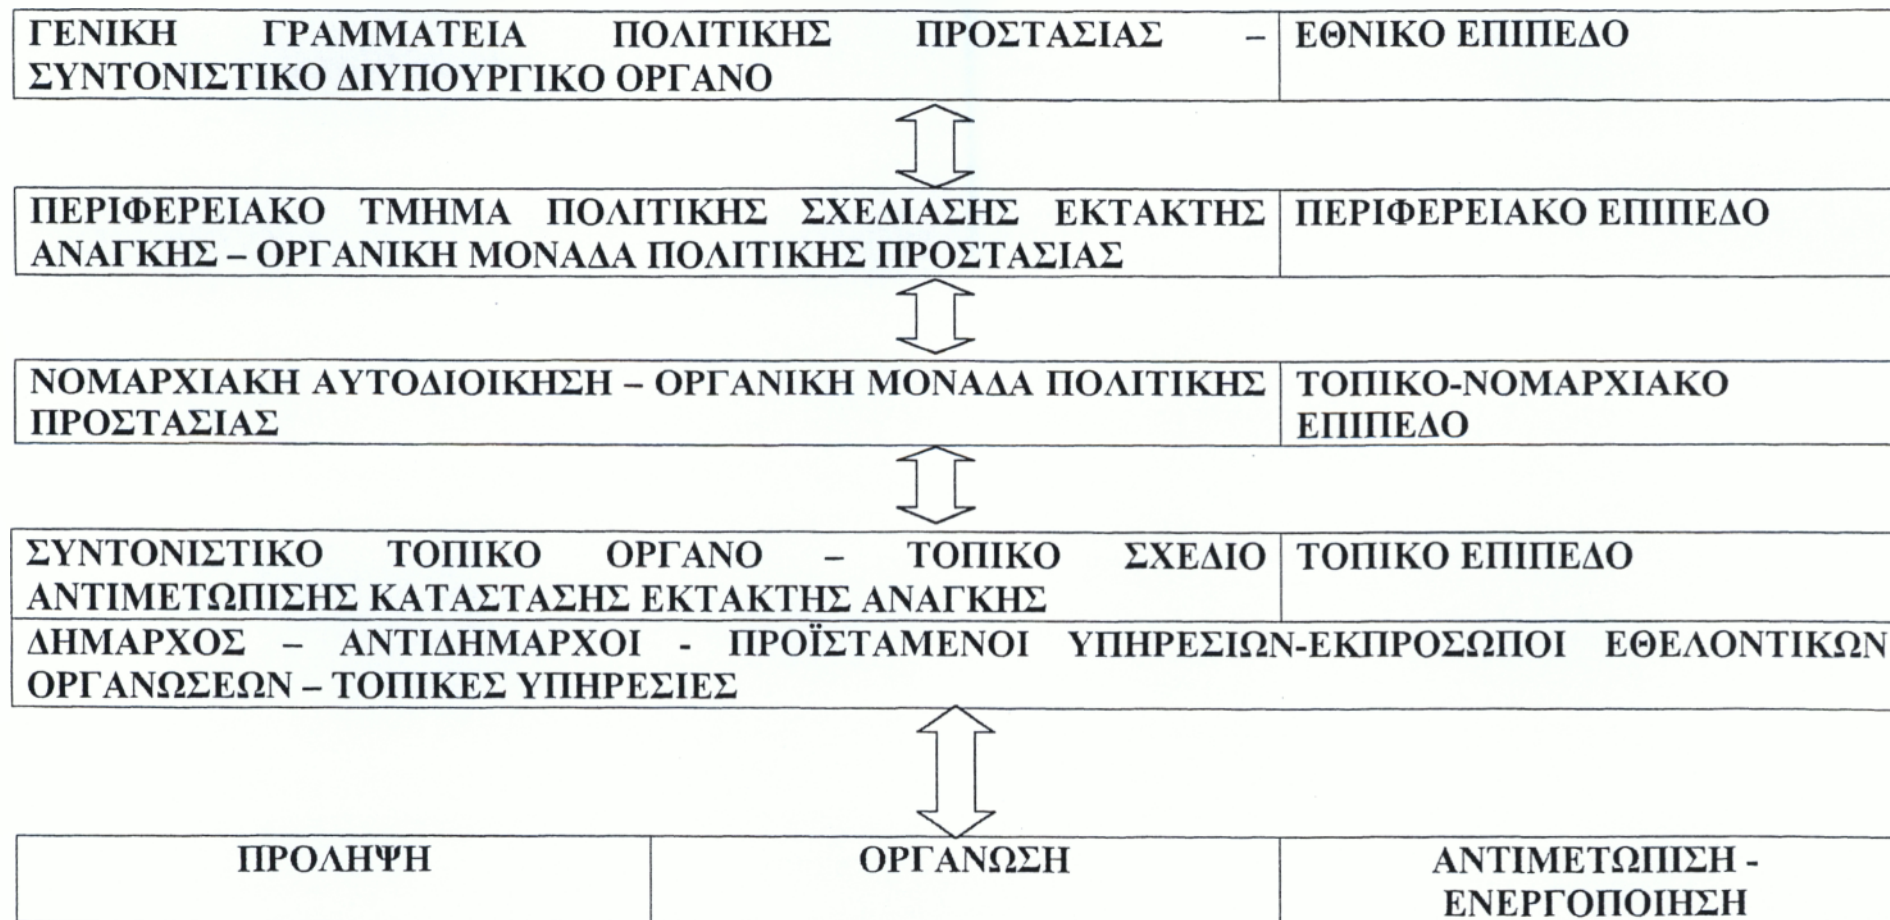 ΓΕΝΙΚΗ ΓΡΑΜΜΑΤΕΙΑ ΠΟΛΙΤΙΚΗΣ ΠΡΟΣΤΑΣΙΑΣ –
ΣΥΝΤΟΝΙΣΤΙΚΟ ΔΙΥΠΟΥΡΓΙΚΟ ΟΡΓΑΝΟ
ΕΘΝΙΚΟ ΕΠΙΠΕΔΟ
ΠΕΡΙΦΕΡΕΙΑΚΟ ΤΜΗΜΑ ΠΟΛΙΤΙΚΗΣ ΣΧΕΔΙΑΣΗΣ ΕΚΤΑΚΤΗΣ
ΑΝΑΓΚΗΣ – ΟΡΓΑΝΙΚΗ ΜΟΝΑΔΑ ΠΟΛΙΤΙΚΗΣ ΠΡΟΣΤΑΣΙΑΣ
ΠΕΡΙΦΕΡΕΙΑΚΟ ΕΠΙΠΕΔΟ
ΝΟΜΑΡΧΙΑΚΗ ΑΥΤΟΔΙΟΙΚΗΣΗ – ΟΡΓΑΝΙΚΗ ΜΟΝΑΔΑ ΠΟΛΙΤΙΚΗΣ
ΠΡΟΣΤΑΣΙΑΣ
ΤΟΠΙΚΟ-ΝΟΜΑΡΧΙΑΚΟ
ΕΠΙΠΕΔΟ
ΣΥΝΤΟΝΙΣΤΙΚΟ ΤΟΠΙΚΟ ΟΡΓΑΝΟ – ΤΟΠΙΚΟ ΣΧΕΔΙΟ
ΑΝΤΙΜΕΤΩΠΙΣΗΣ ΚΑΤΑΣΤΑΣΗΣ ΕΚΤΑΚΤΗΣ ΑΝΑΓΚΗΣ
ΤΟΠΙΚΟ ΕΠΙΠΕΔΟ
ΔΗΜΑΡΧΟΣ – ΑΝΤΙΔΗΜΑΡΧΟΙ - ΠΡΟΪΣΤΑΜΕΝΟΙ ΥΠΗΡΕΣΙΩΝ-ΕΚΠΡΟΣΩΠΟΙ ΕΘΕΛΟΝΤΙΚΩΝ
ΟΡΓΑΝΩΣΕΩΝ – ΤΟΠΙΚΕΣ ΥΠΗΡΕΣΙΕΣ
ΠΡΟΛΗΨΗ
ΟΡΓΑΝΩΣΗ
ΑΝΤΙΜΕΤΩΠΙΣΗ -
ΕΝΕΡΓΟΠΟΙΗΣΗ